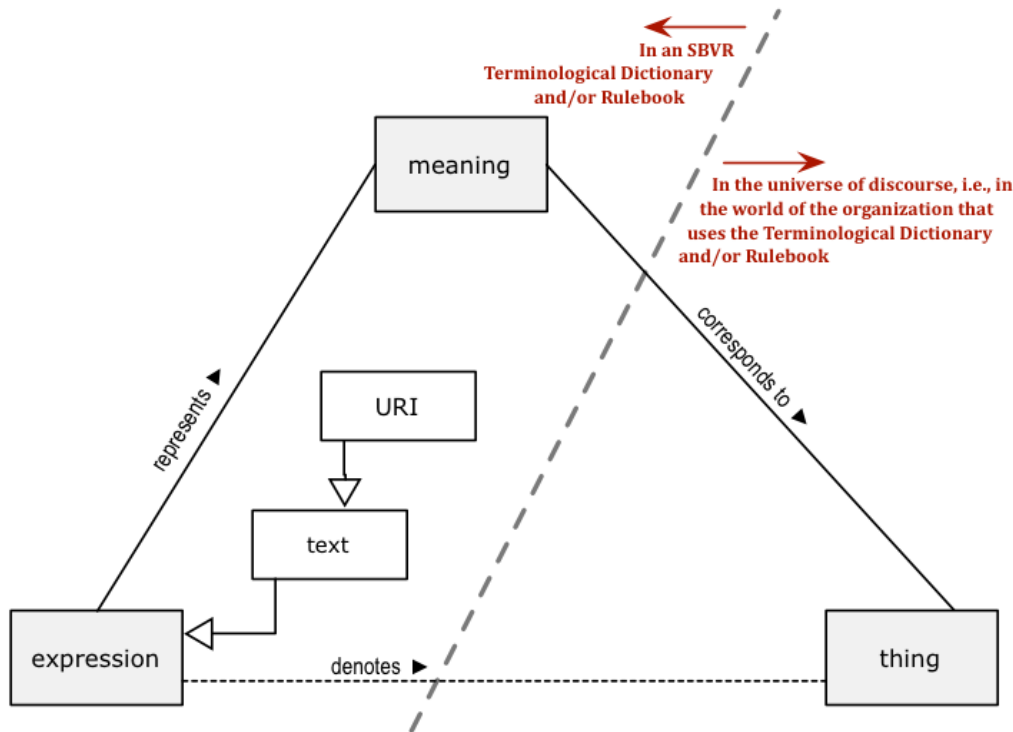 In an SBVR
Terminological Dictionary
and/or Rulebook
meaning
In the universe of discourse, i.e., in
the world of the organization that
uses the Terminological Dictionary
and/or Rulebook
corresponds to
represents
URI
text
expression
denotes
thing